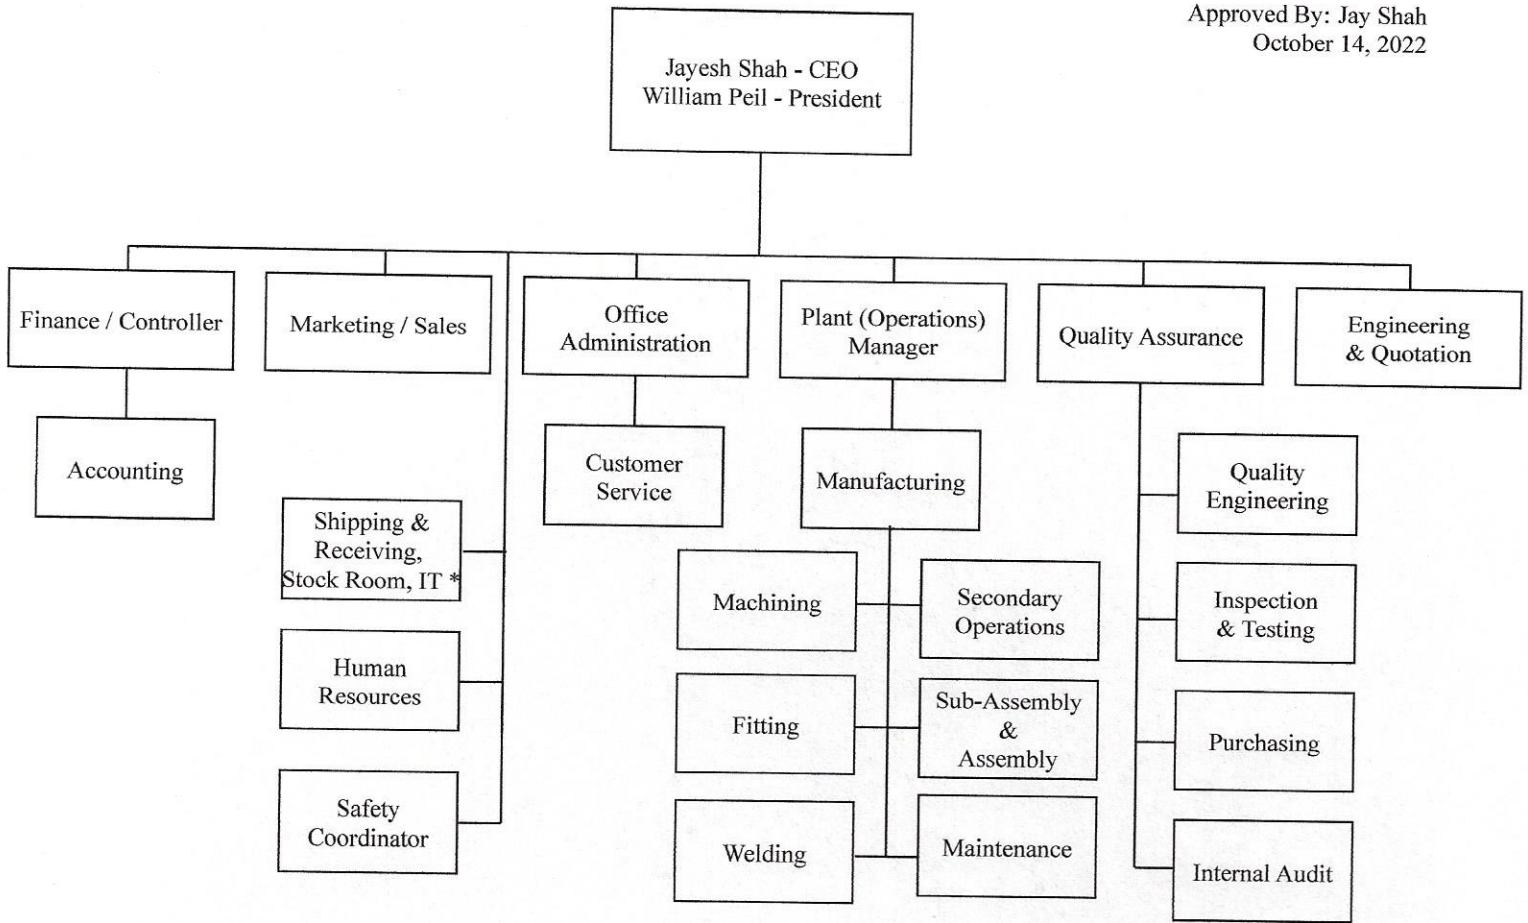 Approved By: Jay Shah
October 14, 2022
Jayesh Shah - CEO
William Peil - President
Finance / Controller
Marketing / Sales
Office
Administration
Plant (Operations)
Manager
Quality Assurance
Engineering
& Quotation
Accounting
Customer
Service
Manufacturing
Shipping &
Receiving,
Stock Room, IT *
Human
Resources
Safety
Coordinator
Machining
Secondary
Operations
Fitting
Sub-Assembly
&
Assembly
Welding
Maintenance
Quality
Engineering
Inspection
& Testing
Purchasing
Internal Audit